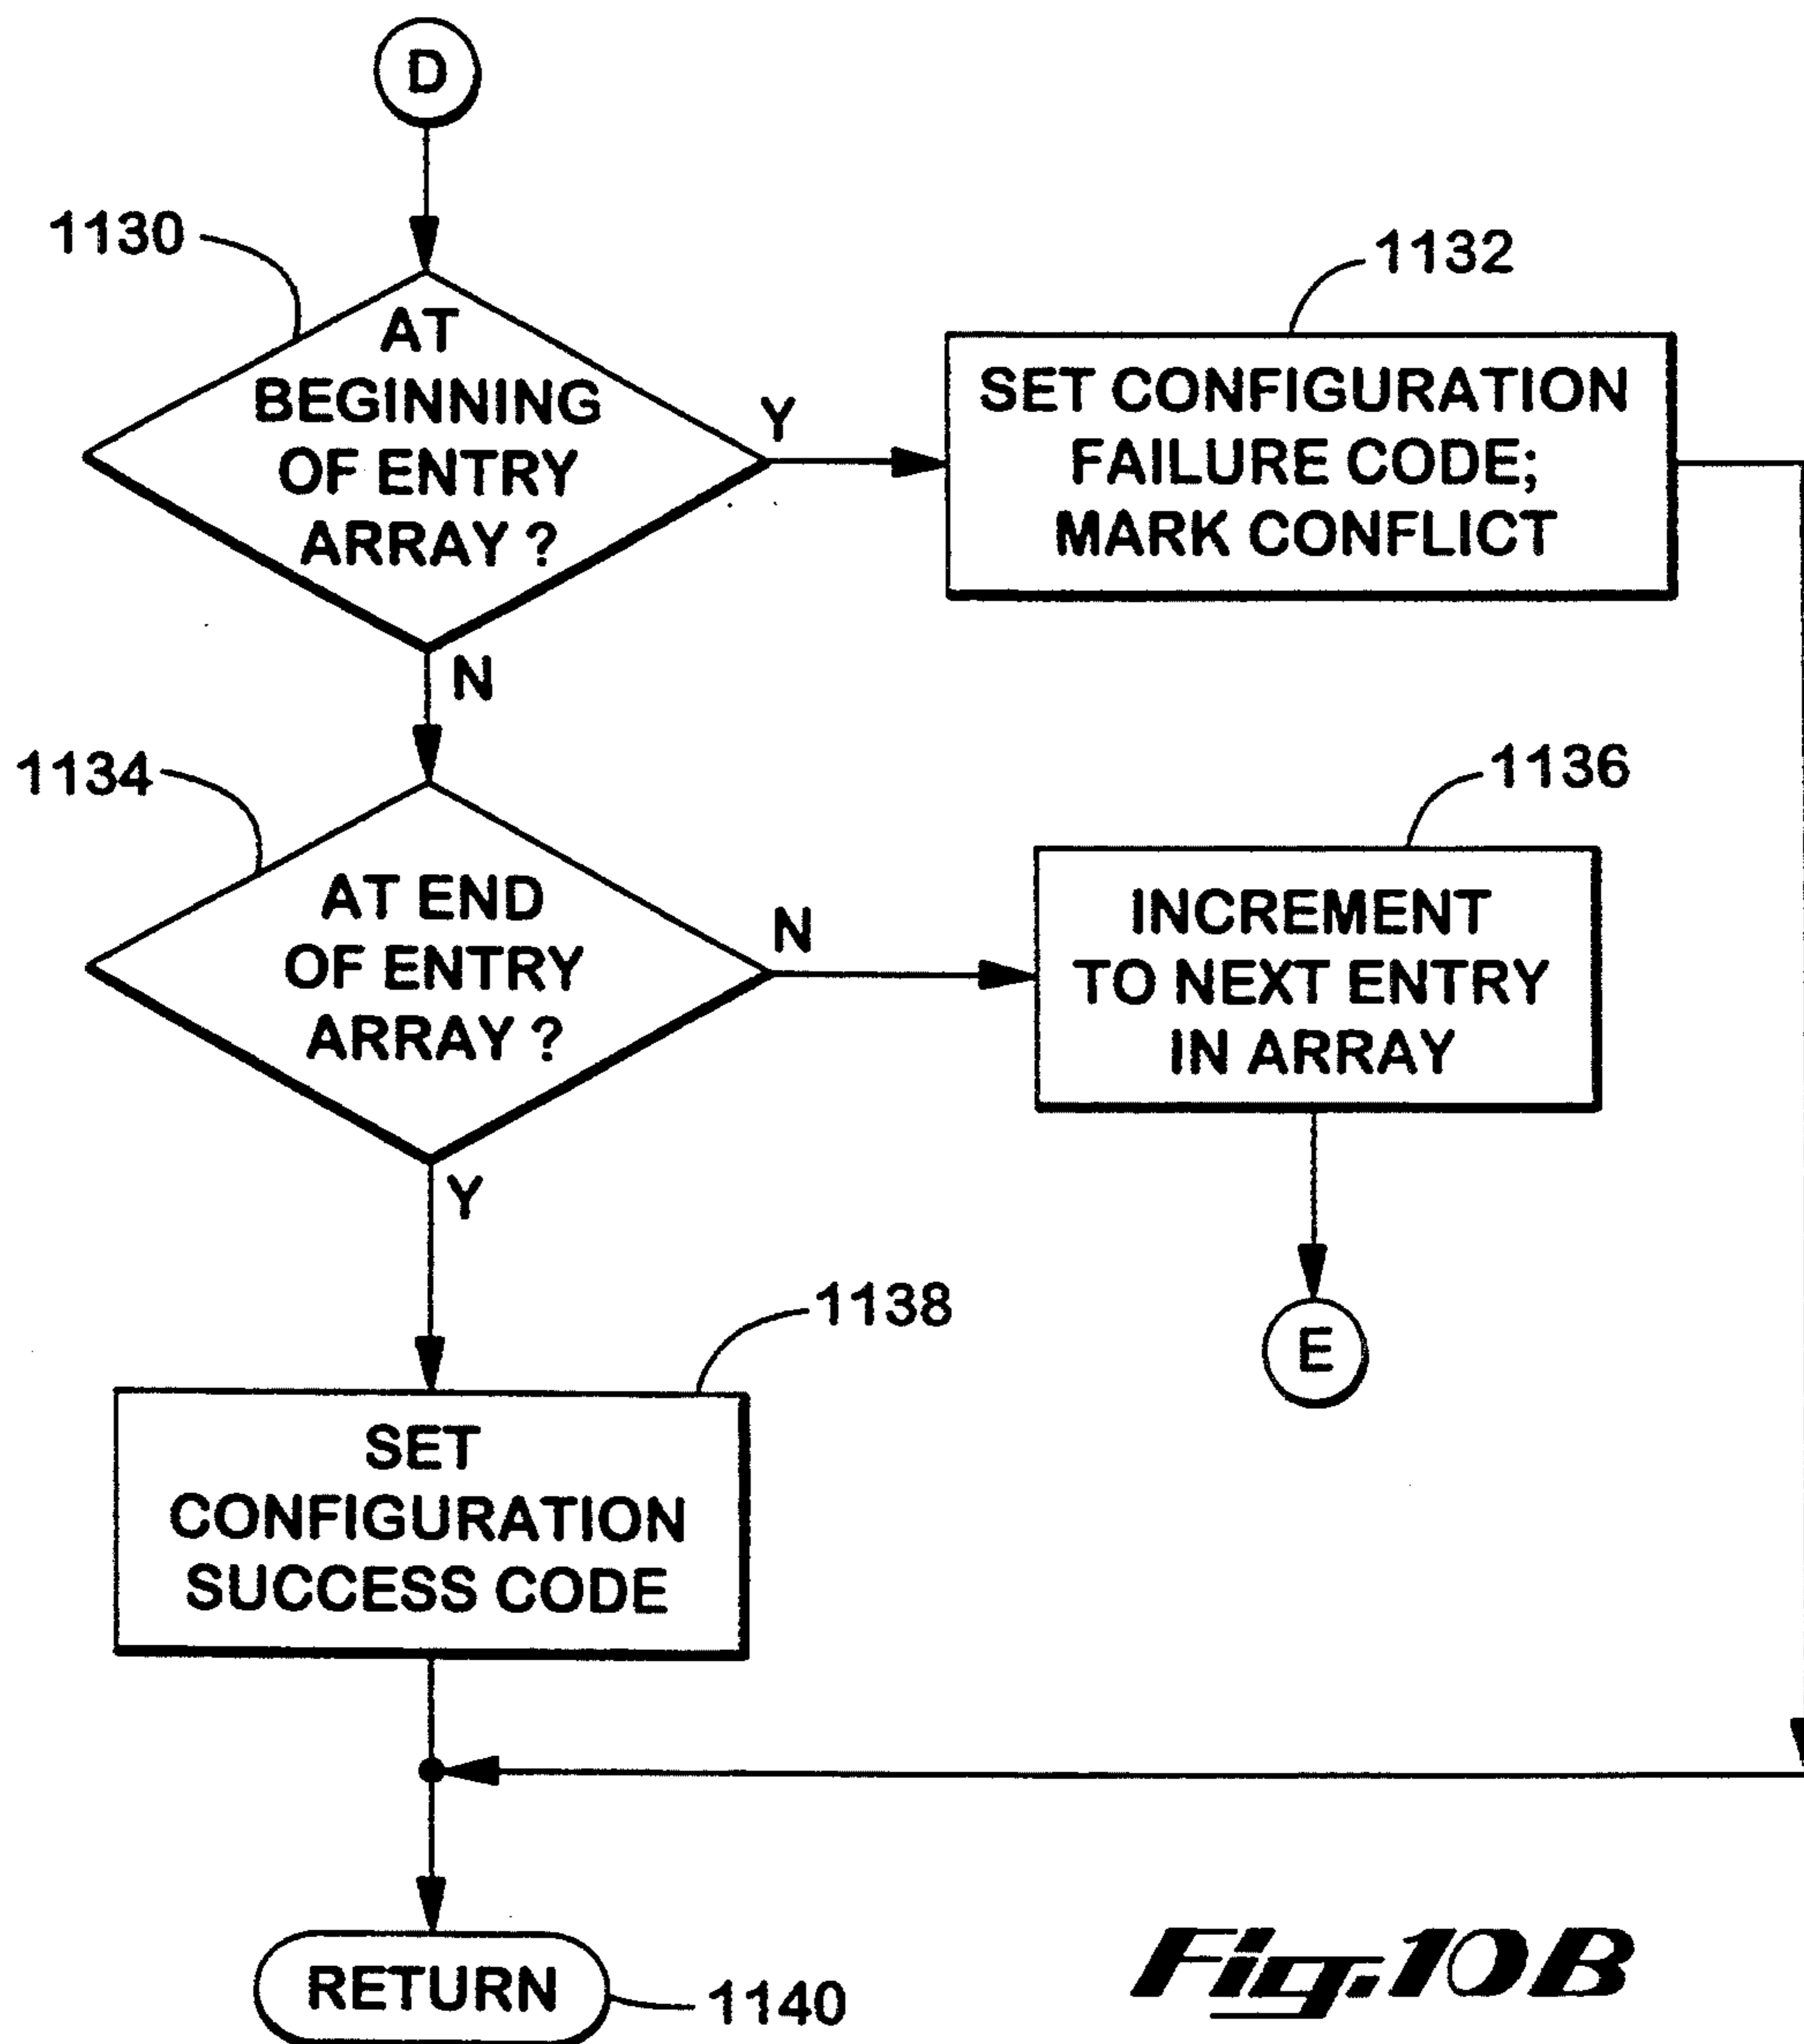 D
1130
AT
BEGINNING
OF ENTRY
ARRAY ?
Y
N
1132
SET CONFIGURATION
FAILURE CODE;
MARK CONFLICT
1134
AT END
OF ENTRY
ARRAY ?
N
Y
1136
INCREMENT
TO NEXT ENTRY
IN ARRAY
E
1138
SET
CONFIGURATION
SUCCESS CODE
RETURN
1140
Fig. 10B